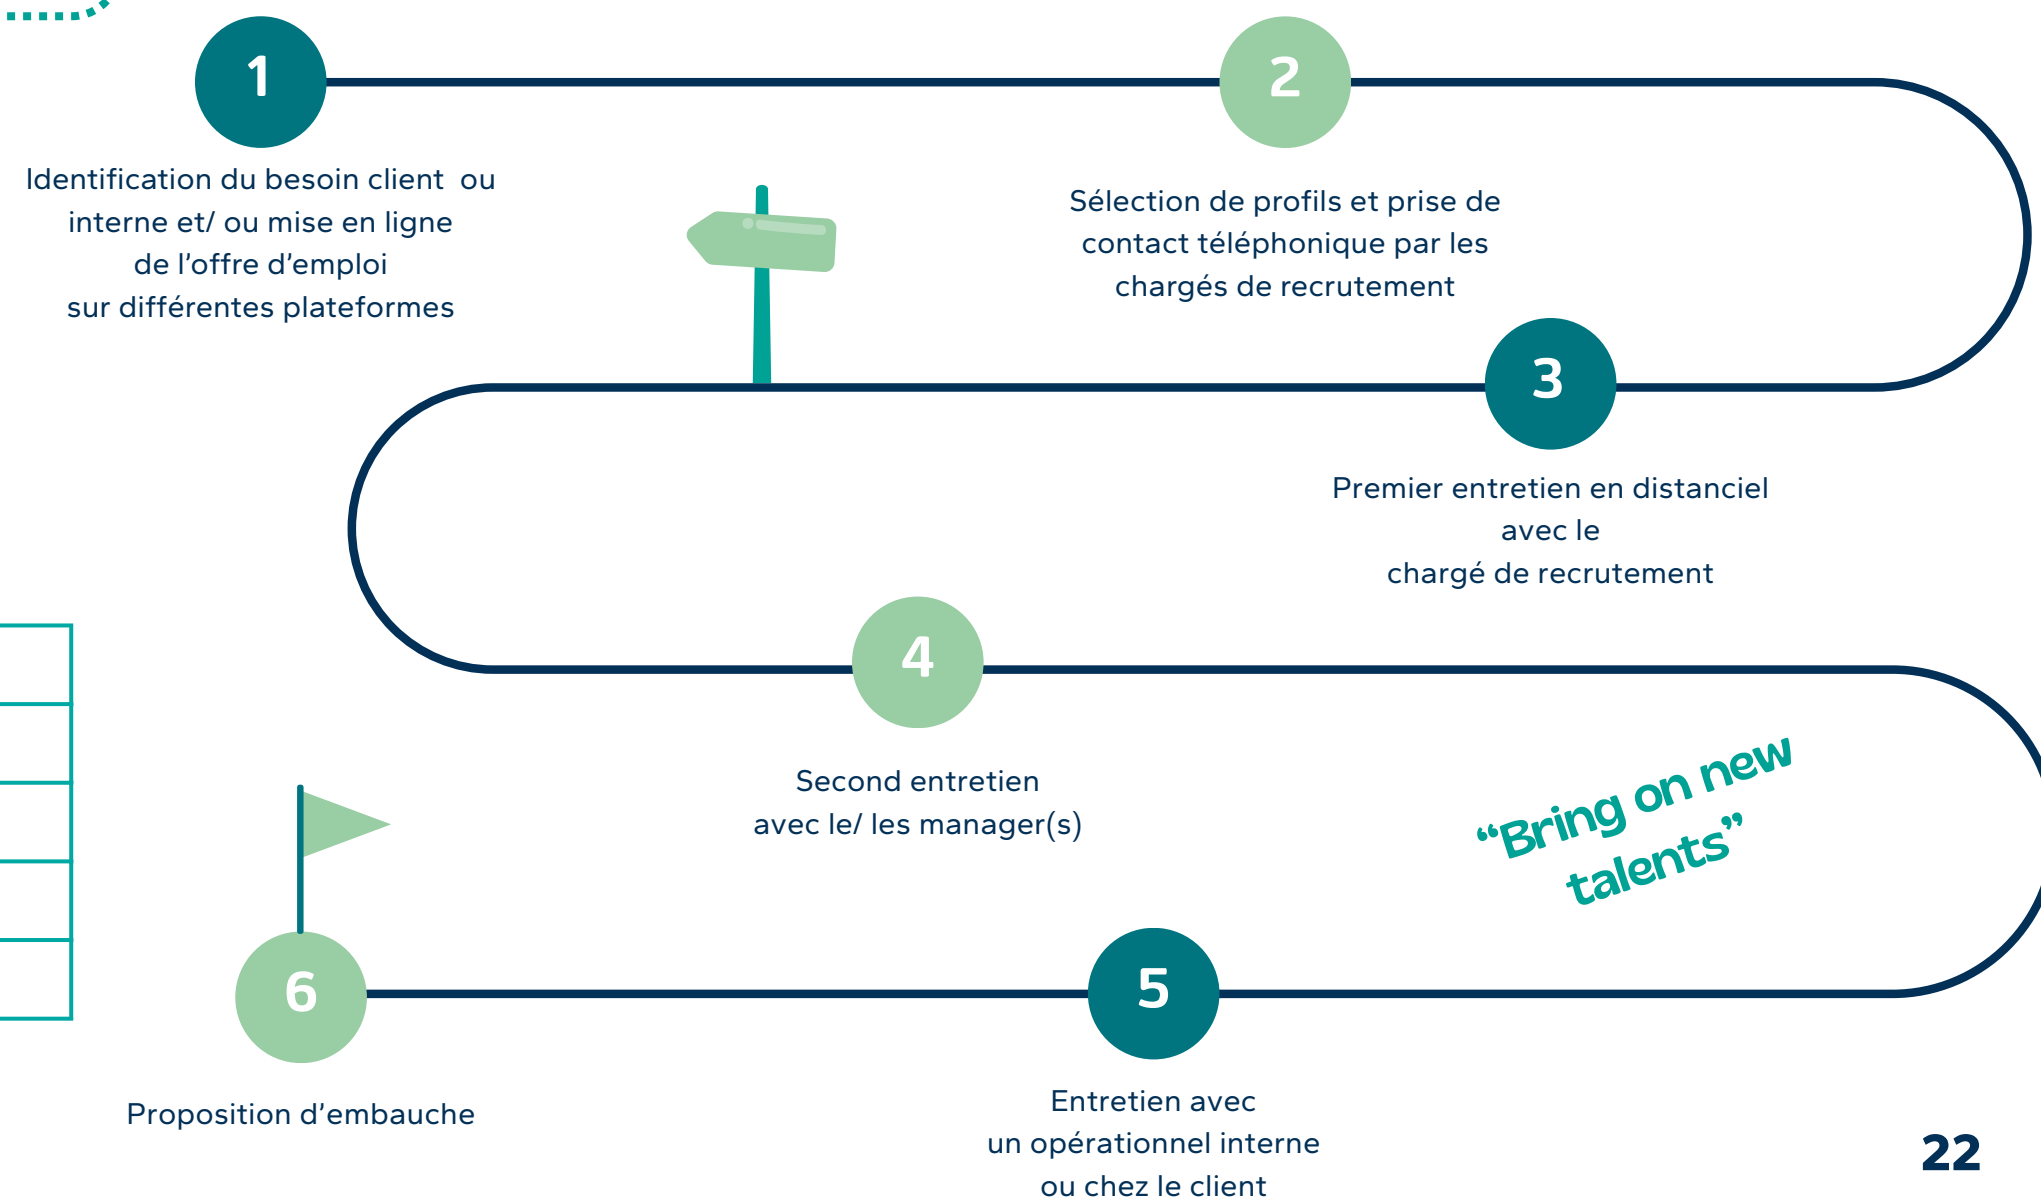 1
Identification du besoin client ou
interne et/ ou mise en ligne
de l’offre d’emploi
sur différentes plateformes
2
Sélection de profils et prise de
contact téléphonique par les
chargés de recrutement
3
Premier entretien en distanciel
avec le
chargé de recrutement
4
Second entretien
avec le/ les manager(s)
“Bring on new
talents”
5
Entretien avec
un opérationnel interne
ou chez le client
6
Proposition d’embauche
22